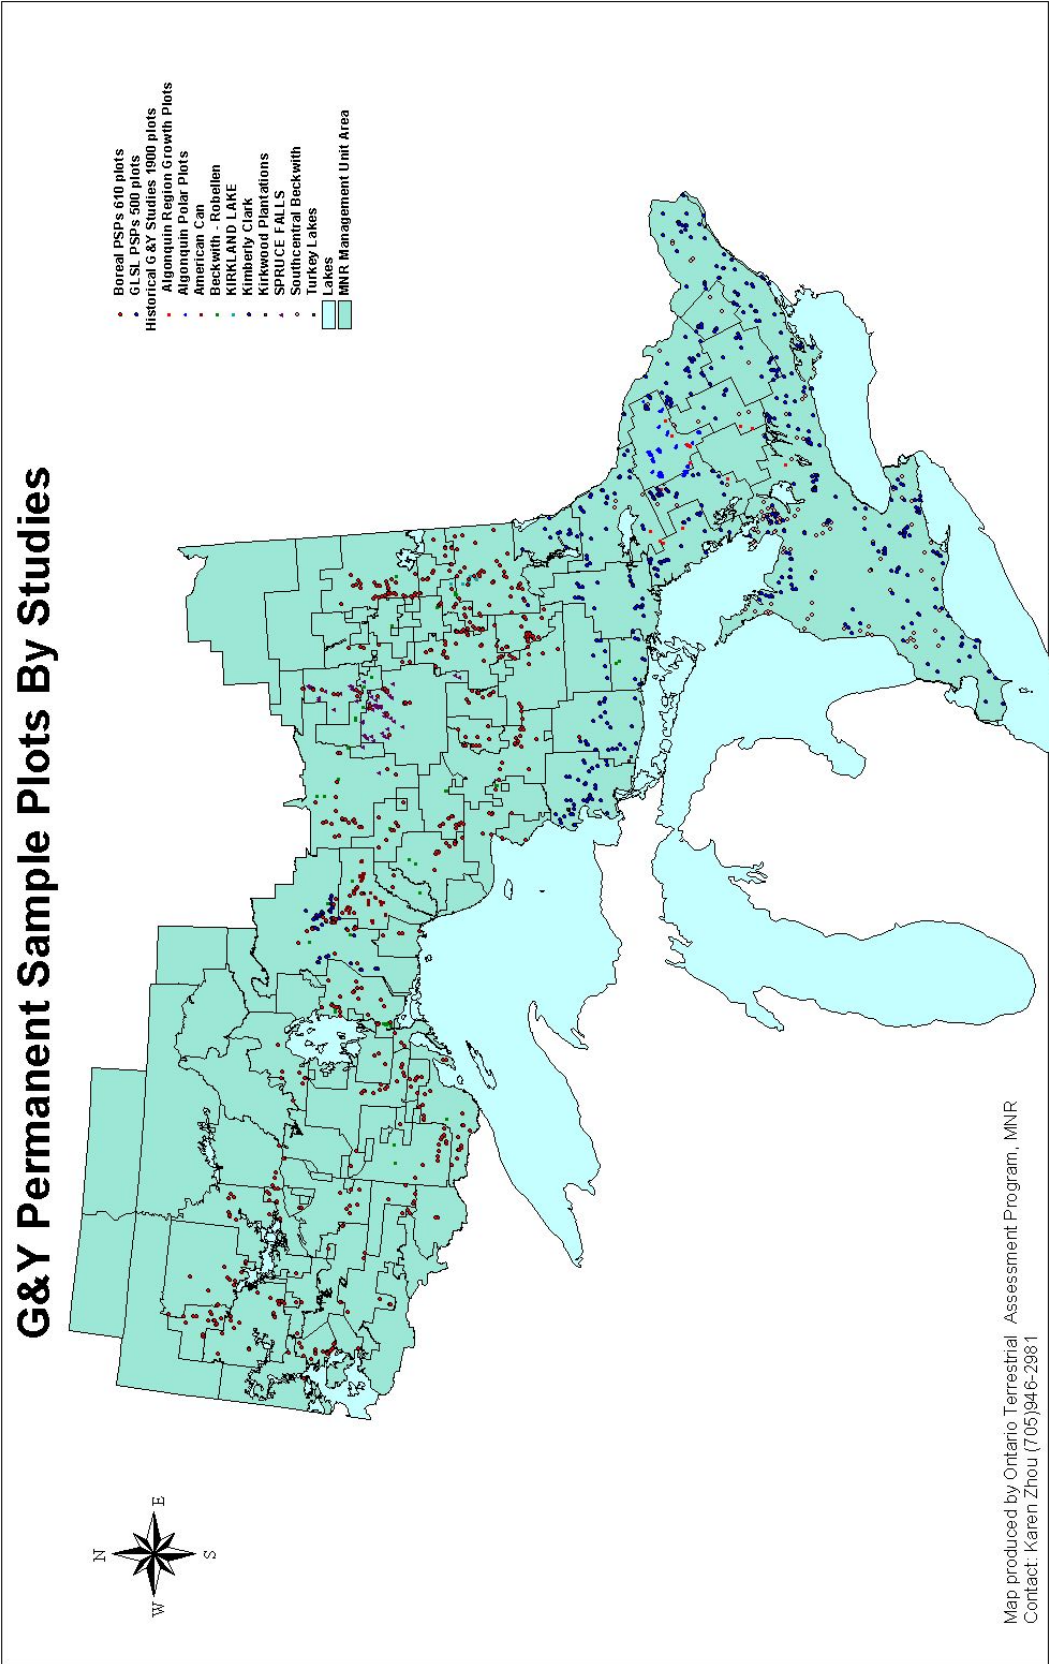 G&Y Permanent Sample Plots By Studies
N
W
E
S
Boreal PSPs 610 plots
GLSL PSPs 500 plots
Historical G &Y Studies 1900 plots
Algonquin Region Growth Plots
Algonquin Polar Plots
American Can
Beckwith - Robellen
KIRKLAND LAKE
Kimberly Clark
Kirkwood Plantations
SPRUCE FALLS
Southcentral Beckwith
Turkey Lakes
Lakes
MNR Management Unit Area
Map produced by Ontario Terrestrial Assessment Program, MNR
Contact: Karen Zhou (705)946-2981